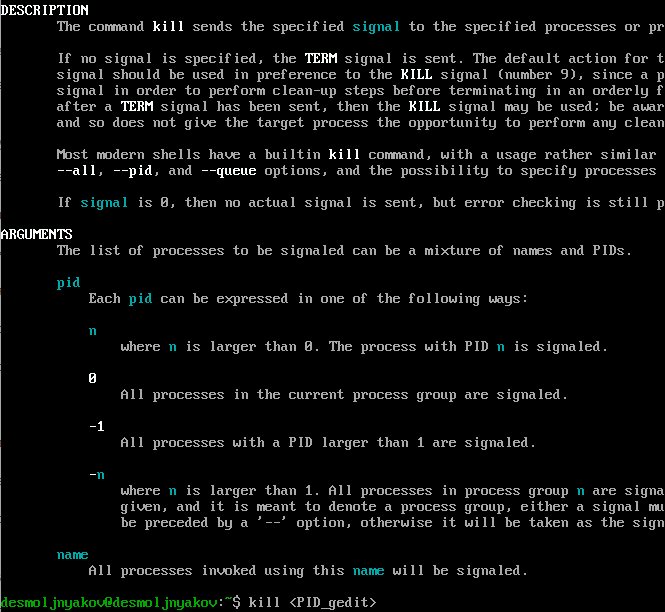 DESCRIPTION
The command kill sends the specified signal to the specified processes or pr
If no signal is specified, the TERM signal is sent. The default action for t
signal should be used in preference to the KILL signal (number 9), since a p
signal in order to perform clean-up steps before terminating in an orderly f
after a TERM signal has been sent, then the KILL signal may be used; be awar
and so does not give the target process the opportunity to perform any clean
Most modern shells have a builtin kill command, with a usage rather similar
--all, --pid, and --queue options, and the possibility to specify processes
If signal is 0, then no actual signal is sent, but error checking is still p
ARGUMENTS
The list of processes to be signaled can be a mixture of names and PIDs.
pid
Each pid can be expressed in one of the following ways:
n
where n is larger than 0. The process with PID n is signaled.
0
All processes in the current process group are signaled.
-1
All processes with a PID larger than 1 are signaled.
-n
where n is larger than 1. All processes in process group n are signa
given, and it is meant to denote a process group, either a signal mu
be preceded by a '--' option, otherwise it will be taken as the sign
name
All processes invoked using this name will be signaled.
desmoljnyakov@desmoljnyakov:~$ kill <PID_gedit>